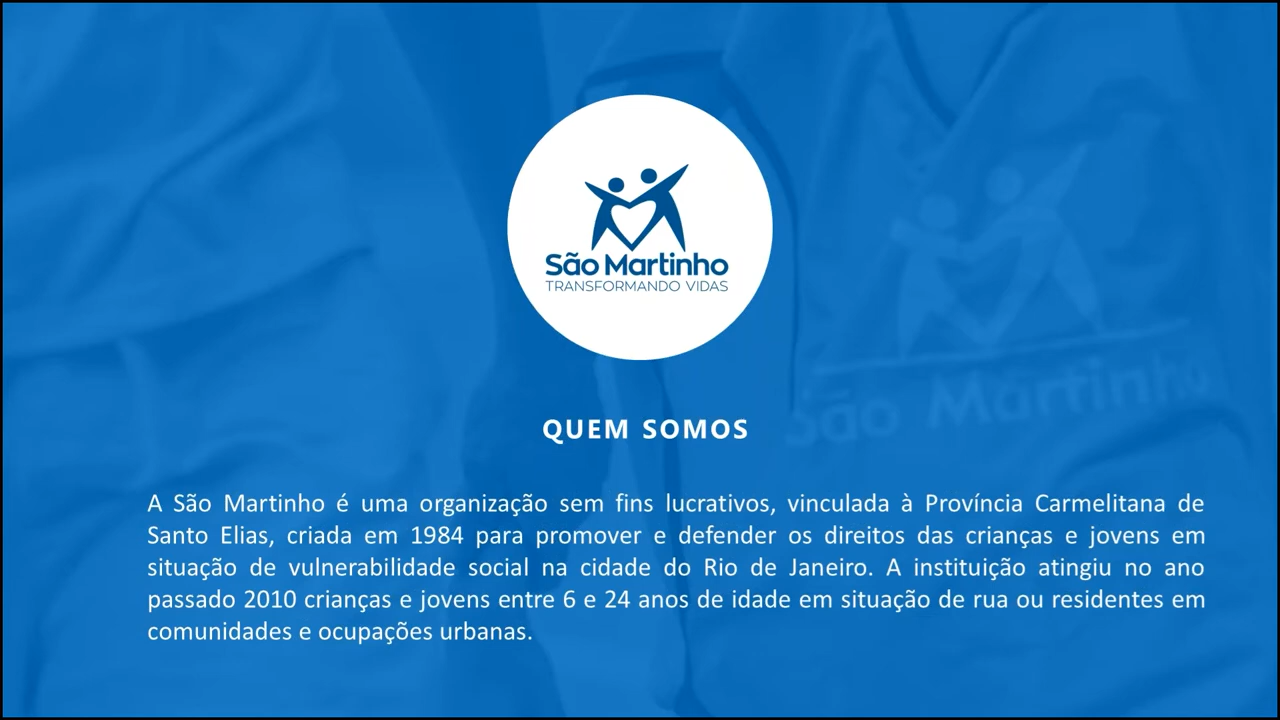 São Martinho
TRANSFORMANDO VIDAS
São Martinho
QUEM SOMOS
A São Martinho é uma organização sem fins lucrativos, vinculada à Província Carmelitana de
Santo Elias, criada em 1984 para promover e defender os direitos das crianças e jovens em
situação de vulnerabilidade social na cidade do Rio de Janeiro. A instituição atingiu no ano
passado 2010 crianças e jovens entre 6 e 24 anos de idade em situação de rua ou residentes em
comunidades e ocupações urbanas.